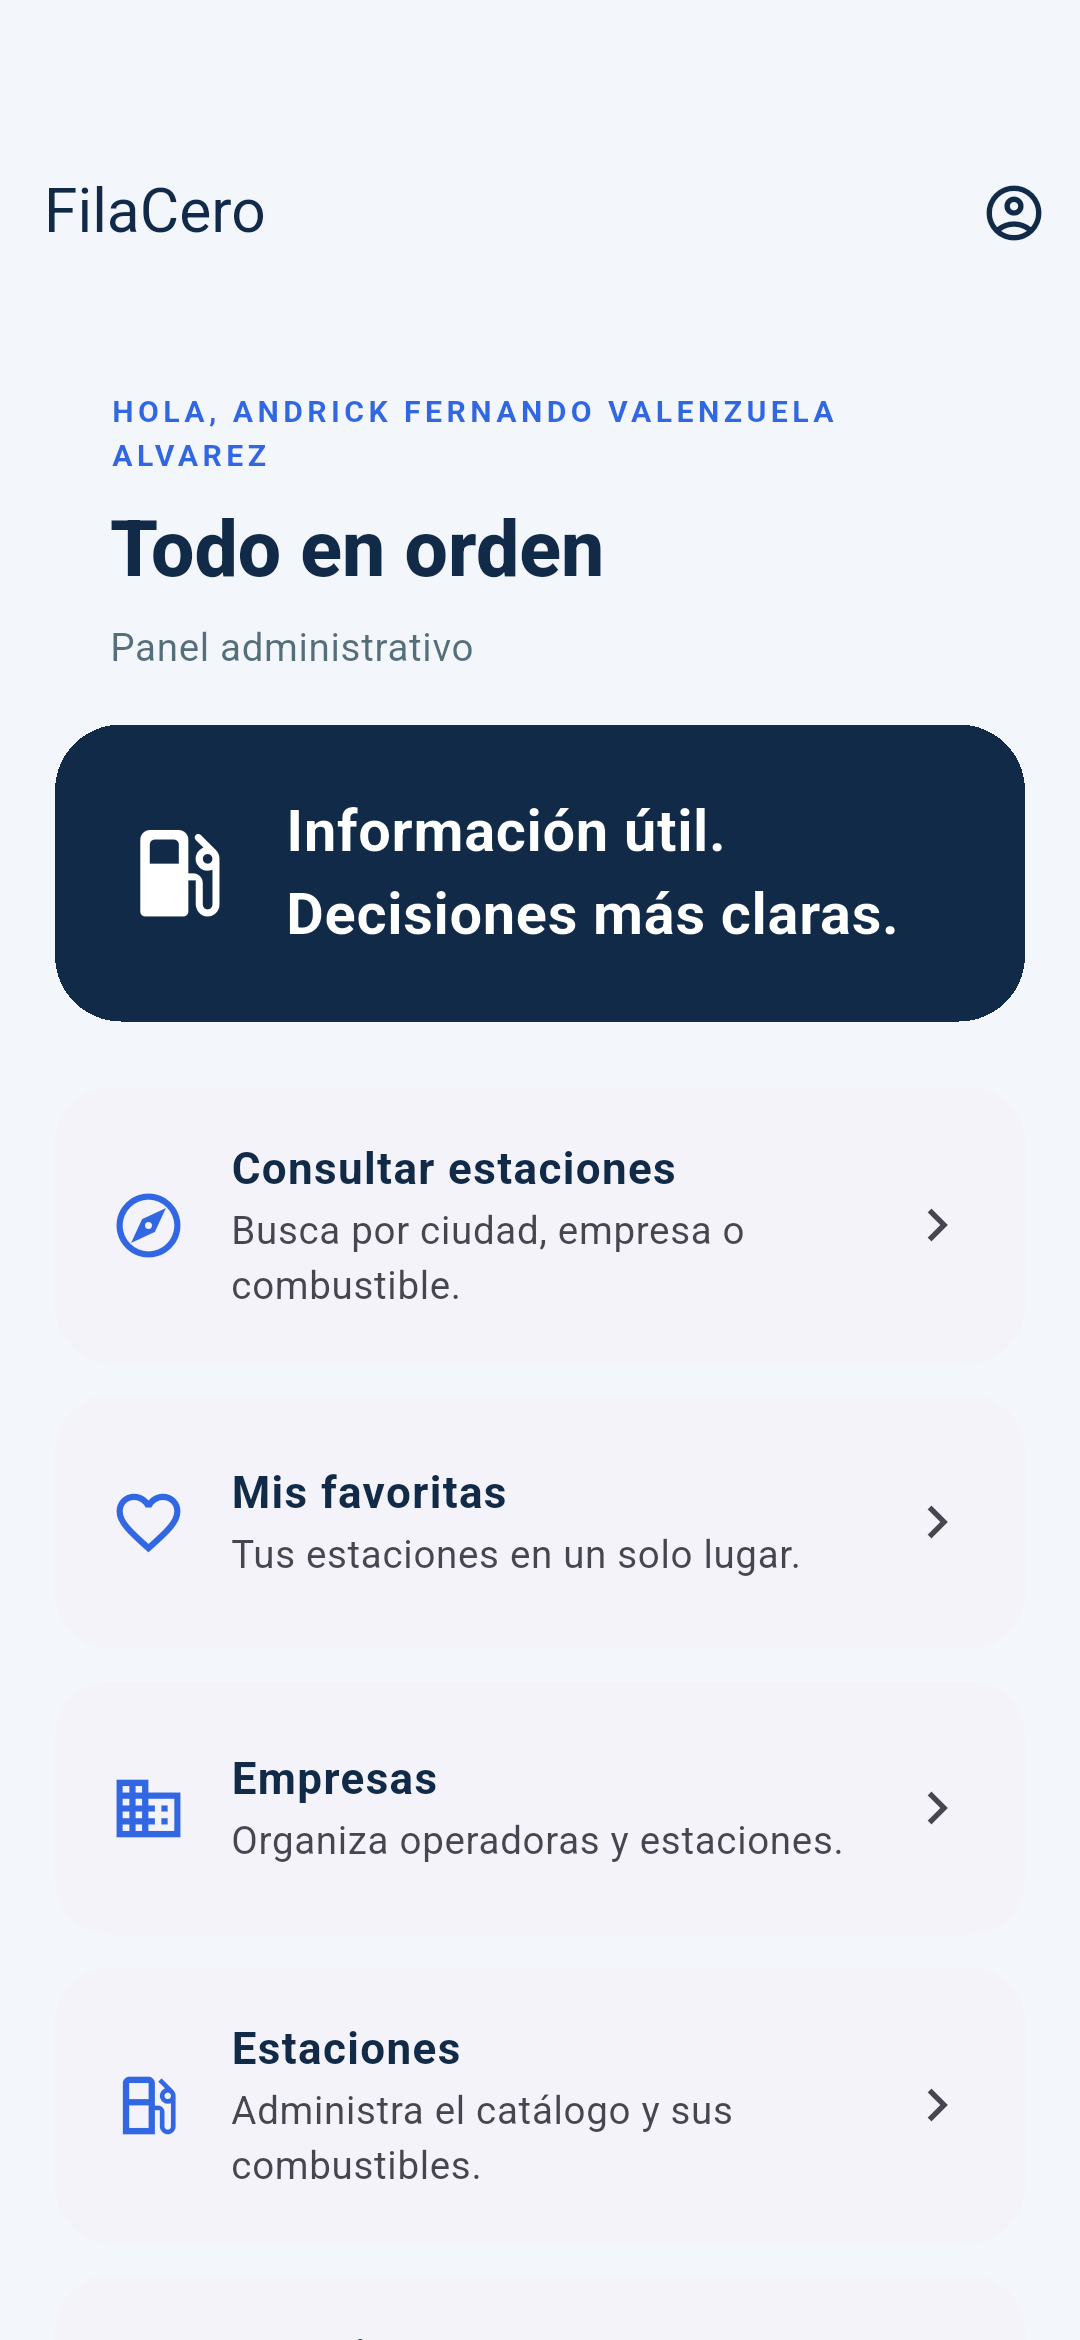 FilaCero
HOLA, ANDRICK FERNANDO VALENZUELA
ALVAREZ
Todo en orden
Panel administrativo
Información útil.
Decisiones más claras.
Consultar estaciones
Busca por ciudad, empresa o
combustible.
Mis favoritas
Tus estaciones en un solo lugar.
Empresas
Organiza operadoras y estaciones.
Estaciones
Administra el catálogo y sus
combustibles.